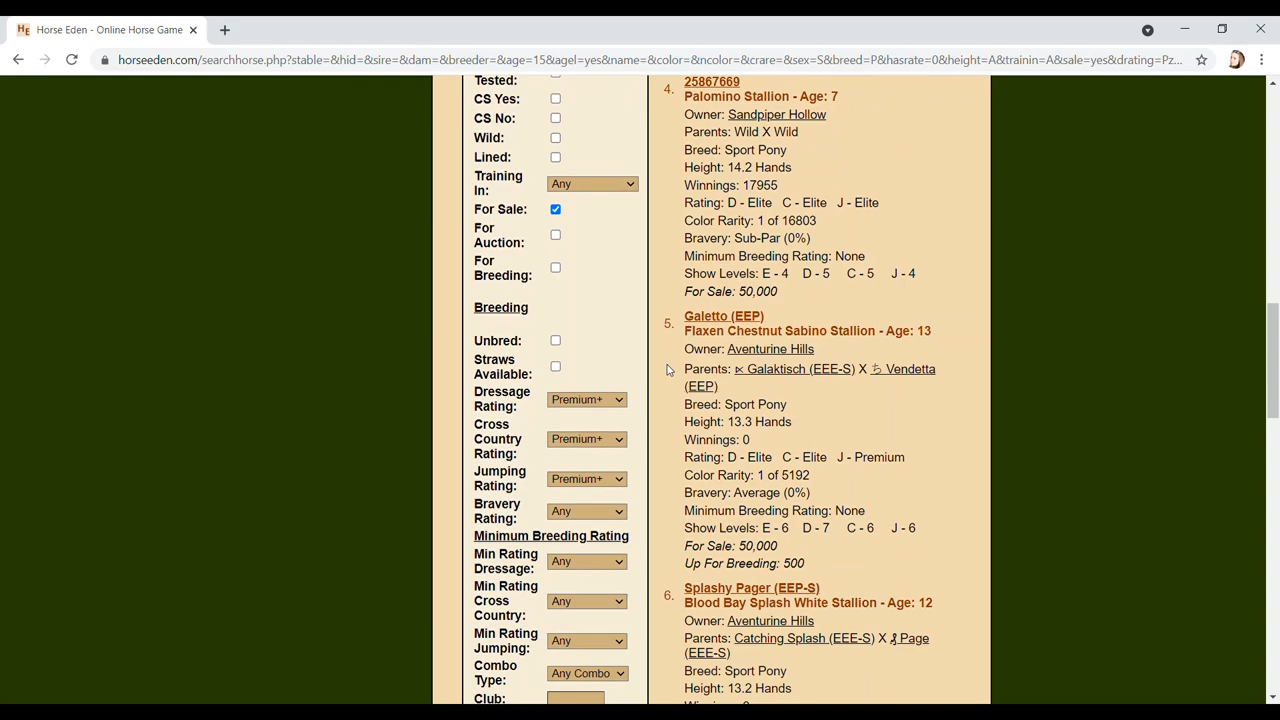 Horse Eden - Online Horse Game
horseeden.com/searchhorse.php?stable=&hid=&sire=&dam=&breeder=&age=15&agel=yes&name=&color=&ncolor=&crare=&sex=S&breed=P&hasrate=0&height=A&trainin=A&sale=yes&drating=Pz...
Tested:
CS Yes:
CS No:
Wild:
Lined:
Training
In:
Any
For Sale:
For
Auction:
For
Breeding:
Breeding
Unbred:
Straws
Available:
Dressage
Rating:
Premium+
Cross
Country
Rating:
Premium+
Jumping
Rating:
Premium+
Bravery
Rating:
Any
Minimum Breeding Rating
Min Rating
Dressage:
Any
Min Rating
Cross
Country:
Any
Min Rating
Jumping:
Any
Combo
Type:
Any Combo
Club:
4. 25867669
Palomino Stallion - Age: 7
Owner: Sandpiper Hollow
Parents: Wild X Wild
Breed: Sport Pony
Height: 14.2 Hands
Winnings: 17955
Rating: D - Elite C - Elite J - Elite
Color Rarity: 1 of 16803
Bravery: Sub-Par (0%)
Minimum Breeding Rating: None
Show Levels: E - 4 D - 5 C - 5 J - 4
For Sale: 50,000
5. Galetto (EEP)
Flaxen Chestnut Sabino Stallion - Age: 13
Owner: Aventurine Hills
Parents: Galaktisch (EEE-S) X ち Vendetta
(EEP)
Breed: Sport Pony
Height: 13.3 Hands
Winnings: 0
Rating: D - Elite C - Elite J - Premium
Color Rarity: 1 of 5192
Bravery: Average (0%)
Minimum Breeding Rating: None
Show Levels: E - 6 D - 7 C - 6 J - 6
For Sale: 50,000
Up For Breeding: 500
6. Splashy Pager (EEP-S)
Blood Bay Splash White Stallion - Age: 12
Owner: Aventurine Hills
Parents: Catching Splash (EEE-S) X Page
(EEE-S)
Breed: Sport Pony
Height: 13.2 Hands